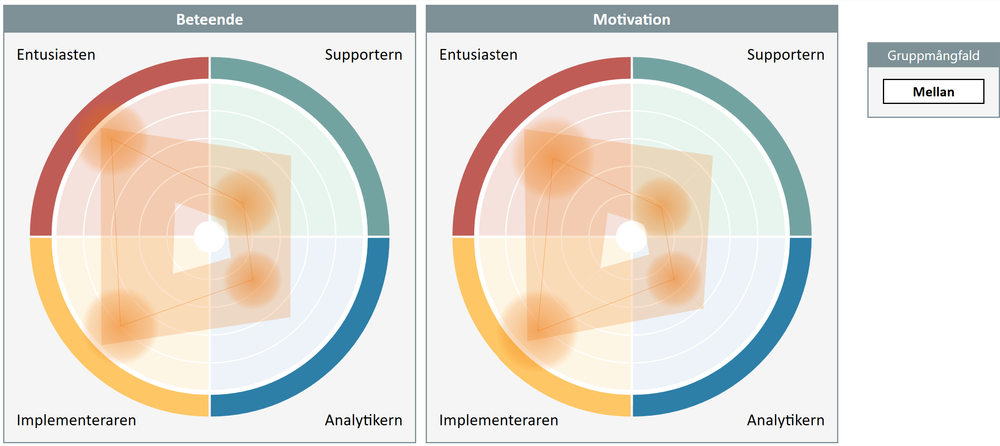 Beteende
Entusiasten
Supportern
Implementeraren
Analytikern
Motivation
Entusiasten
Supportern
Implementeraren
Analytikern
Gruppmångfald
Mellan